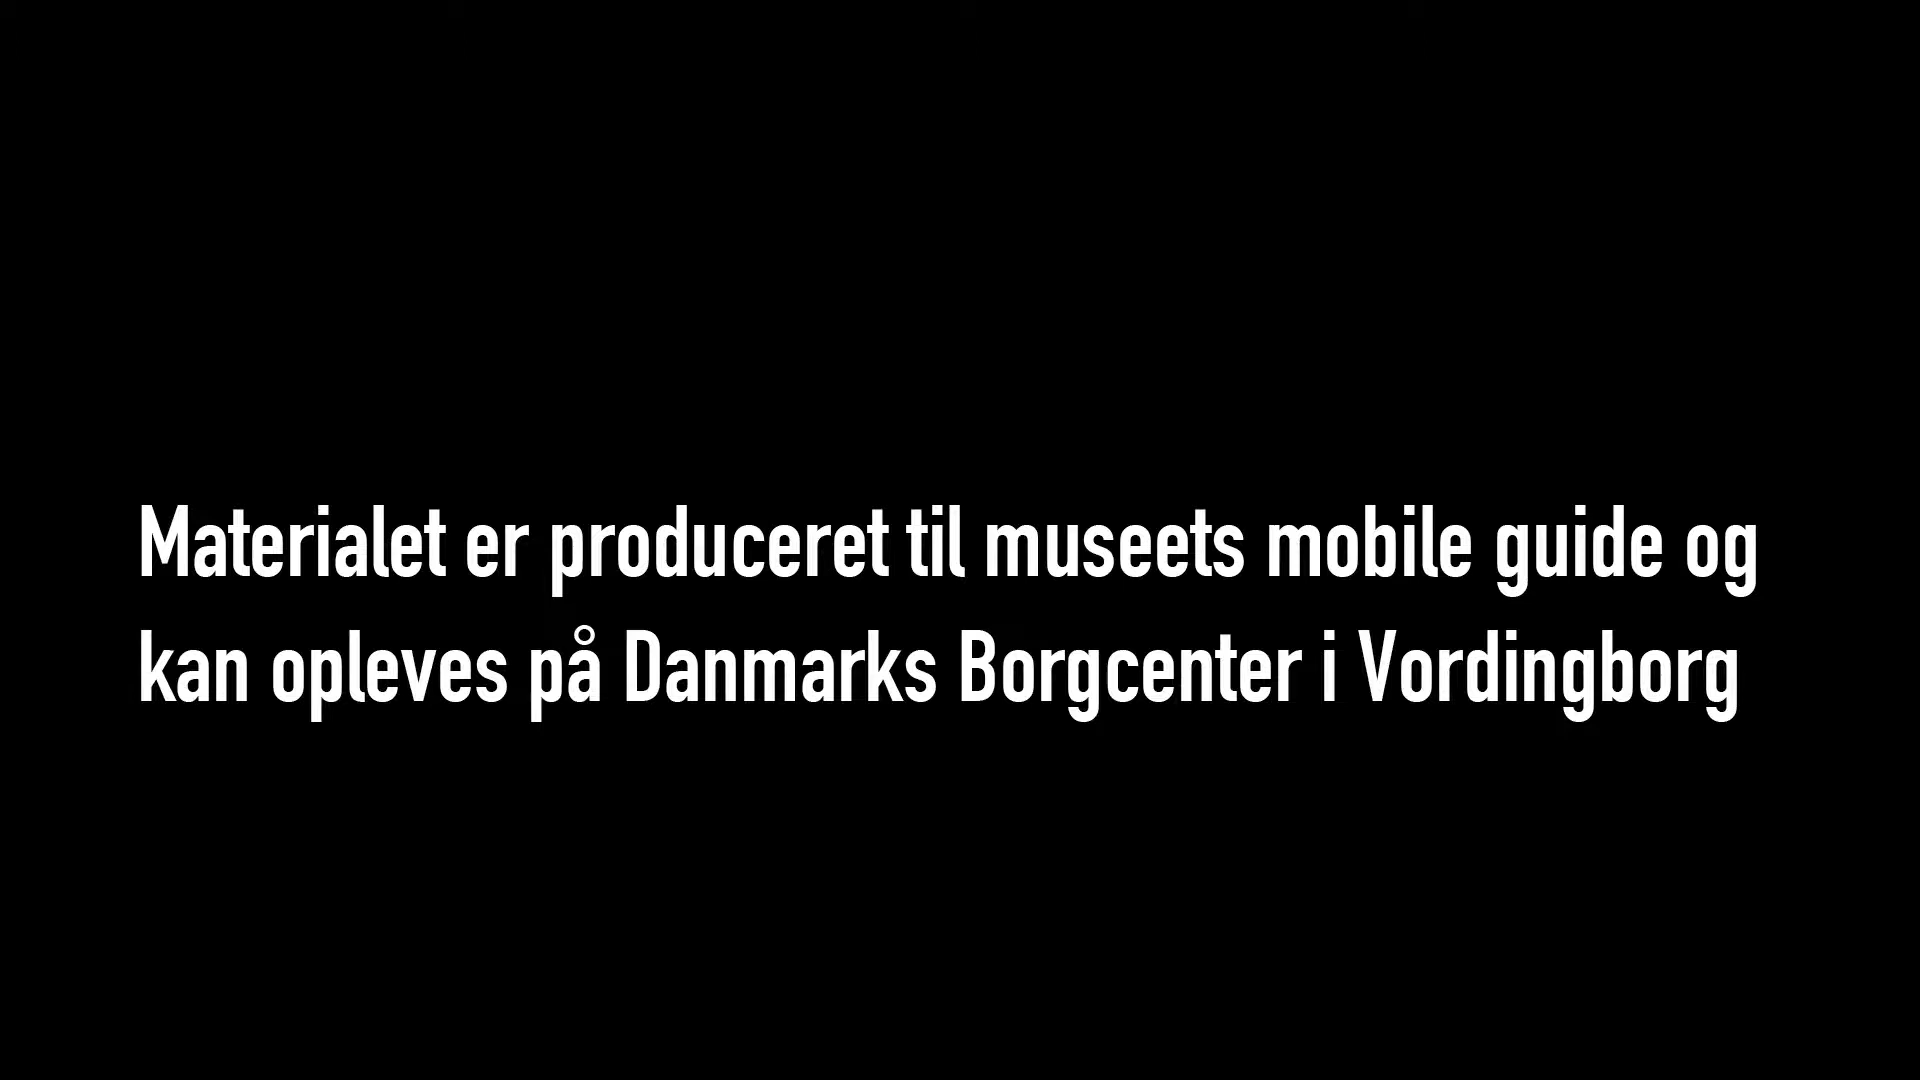 Materialet er produceret til museets mobile guide og
kan opleves på Danmarks Borgcenter i Vordingborg